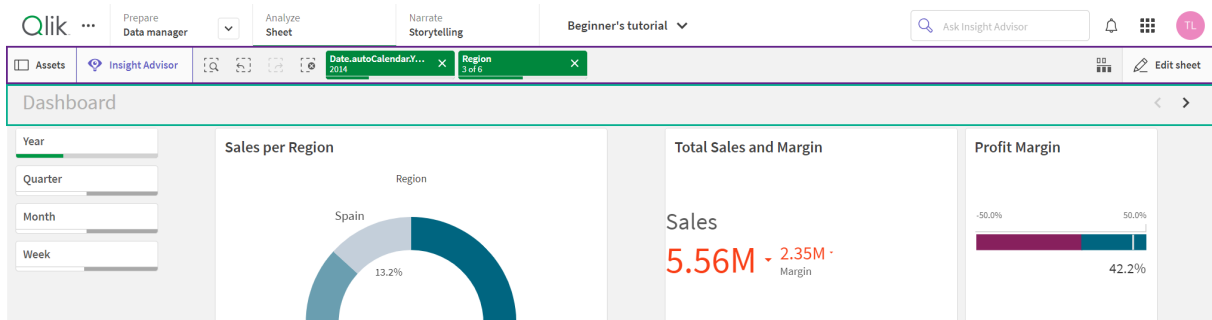 Qlik
Prepare
Data manager
Analyze
Sheet
Narrate
Storytelling
Beginner's tutorial
Ask Insight Advisor
TL
Assets
Insight Advisor
Date.autoCalendar.Y...
2014
Region
3 of 6
Edit sheet
Dashboard
Year
Quarter
Month
Week
Sales per Region
Region
Spain
13.2%
Total Sales and Margin
Sales
5.56M
2.35M
Margin
Profit Margin
-50.0% 50.0%
42.2%